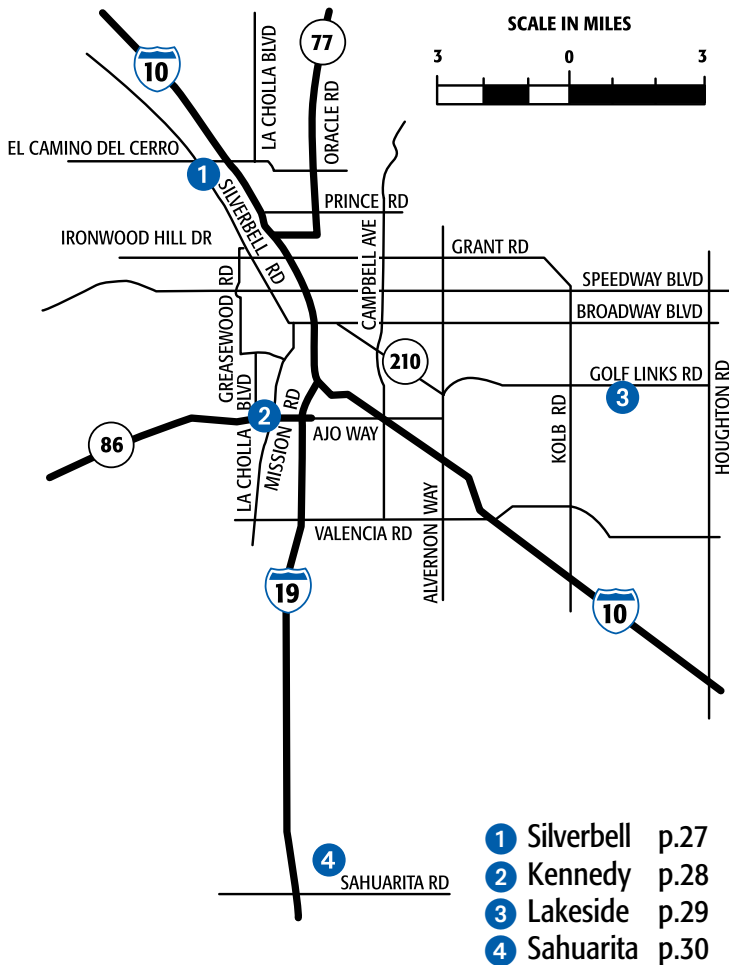 SCALE IN MILES
3 0 3
77
10
LA CHOLLA BLVD
ORACLE RD
EL CAMINO DEL CERRO
1
SILVERBELL RD
PRINCE RD
CAMPBELL AVE
IRONWOOD HILL DR
GRANT RD
SPEEDWAY BLVD
GREASEWOOD RD
BROADWAY BLVD
210
GOLF LINKS RD
3
LA CHOLLA BLVD
2
MISSION RD
AJO WAY
KOLB RD
HOUGHTON RD
86
ALVERNON WAY
VALENCIA RD
19
10
4
SAHUARITA RD
1 Silverbell p.27
2 Kennedy p.28
3 Lakeside p.29
4 Sahuarita p.30